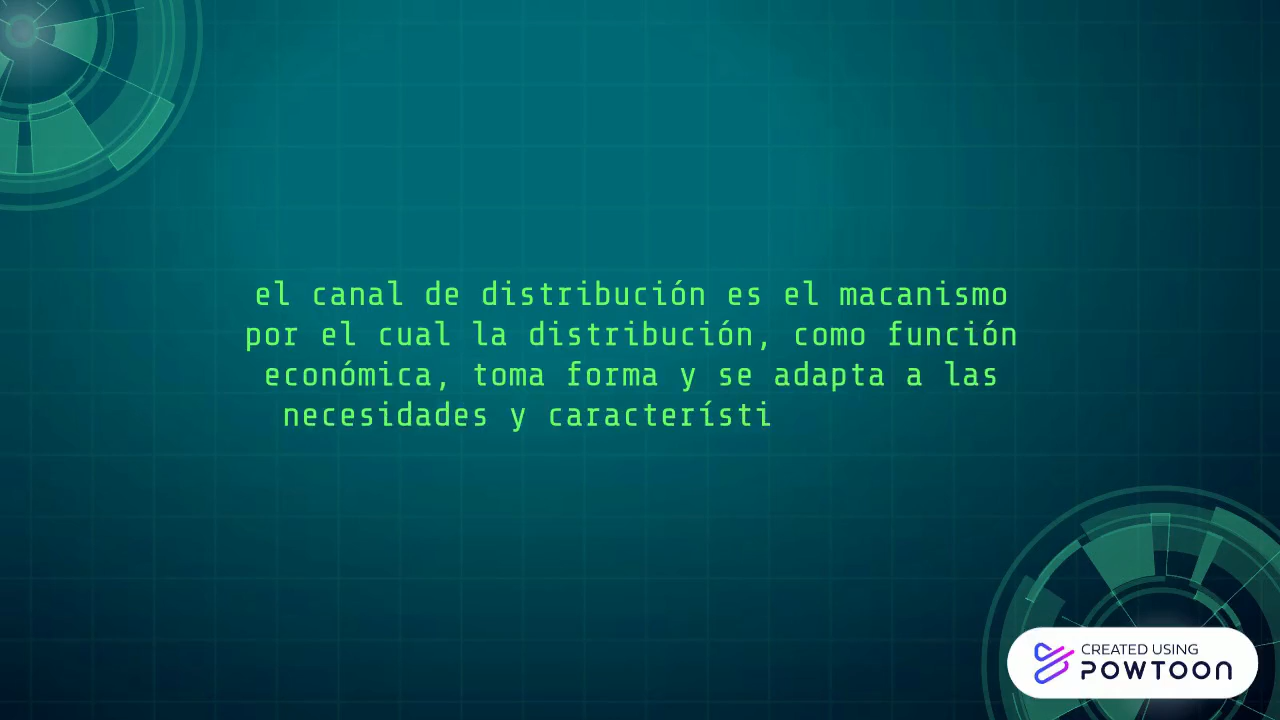 el canal de distribución es el macanismo
por el cual la distribución, como función
económica, toma forma y se adapta a las
necesidades y característi
CREATED USING
POWTOON